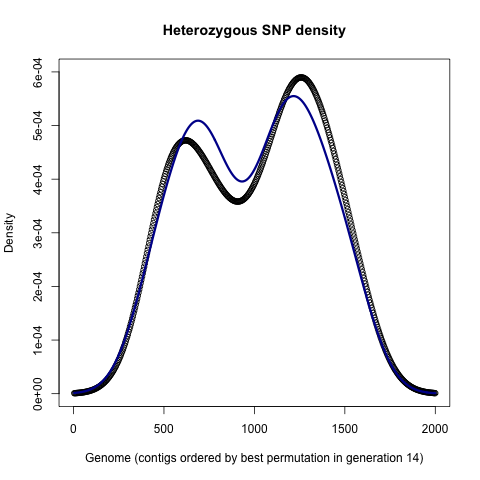 Heterozygous SNP density
Density
6e-04
5e-04
4e-04
3e-04
2e-04
1e-04
0e+00
0 500 1000 1500 2000
Genome (contigs ordered by best permutation in generation 14)